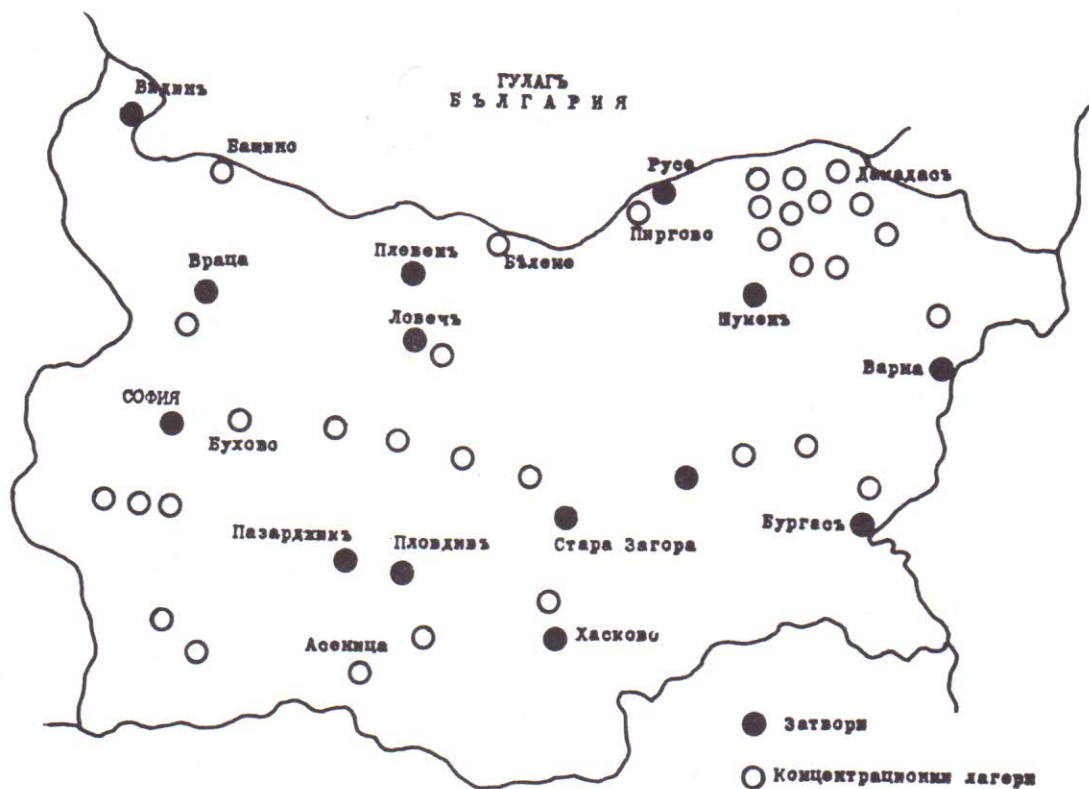 ГУЛАГЪ
БЪЛГАРИЯ
Видинъ
Бащино
Русе
Дамадасъ
Пиргово
Плевенъ
Бѣлене
Враца
Шуменъ
Ловечъ
Варна
СОФИЯ
Бухово
Пазарджикъ
Пловдивъ
Стара Загора
Бургасъ
Асеница
Хасково
Затвори
Концентрационни лагери